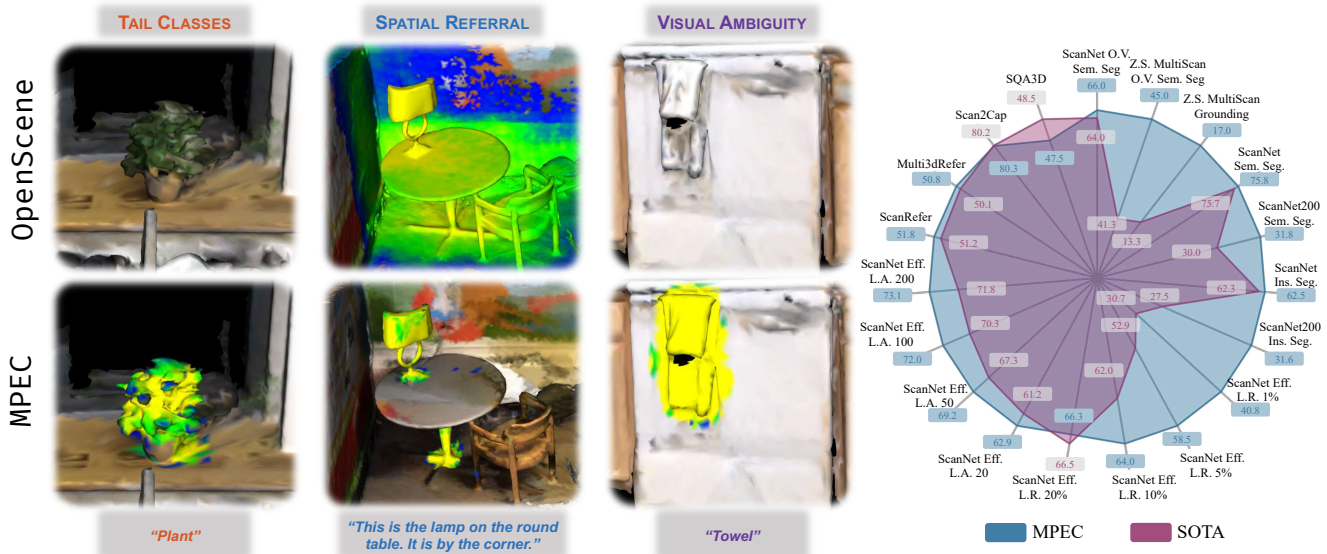 TAIL CLASSES
SPATIAL REFERRAL
VISUAL AMBIGUITY
OpenScene
MPEC
“Plant”
“This is the lamp on the round
table. It is by the corner.”
“Towel”
ScanNet O.V.
Sem. Seg
66.0
64.0
Z.S. MultiScan
O.V. Sem. Seg
45.0
41.3
Z.S. MultiScan
Grounding
17.0
13.3
ScanNet
Sem. Seg.
75.8
75.7
ScanNet200
Sem. Seg.
31.8
30.0
ScanNet
Ins. Seg.
62.5
62.3
ScanNet200
Ins. Seg.
31.6
27.5
ScanNet Eff.
L.R. 1%
40.8
30.7
ScanNet Eff.
L.R. 5%
58.5
52.9
ScanNet Eff.
L.R. 10%
64.0
62.0
ScanNet Eff.
L.R. 20%
66.5
66.3
ScanNet Eff.
L.A. 20
62.9
61.2
ScanNet Eff.
L.A. 50
69.2
67.3
ScanNet Eff.
L.A. 100
72.0
70.3
ScanNet Eff.
L.A. 200
73.1
71.8
ScanRefer
51.8
51.2
Multi3dRefer
50.8
50.1
Scan2Cap
80.2
80.3
SQA3D
48.5
47.5
MPEC
SOTA